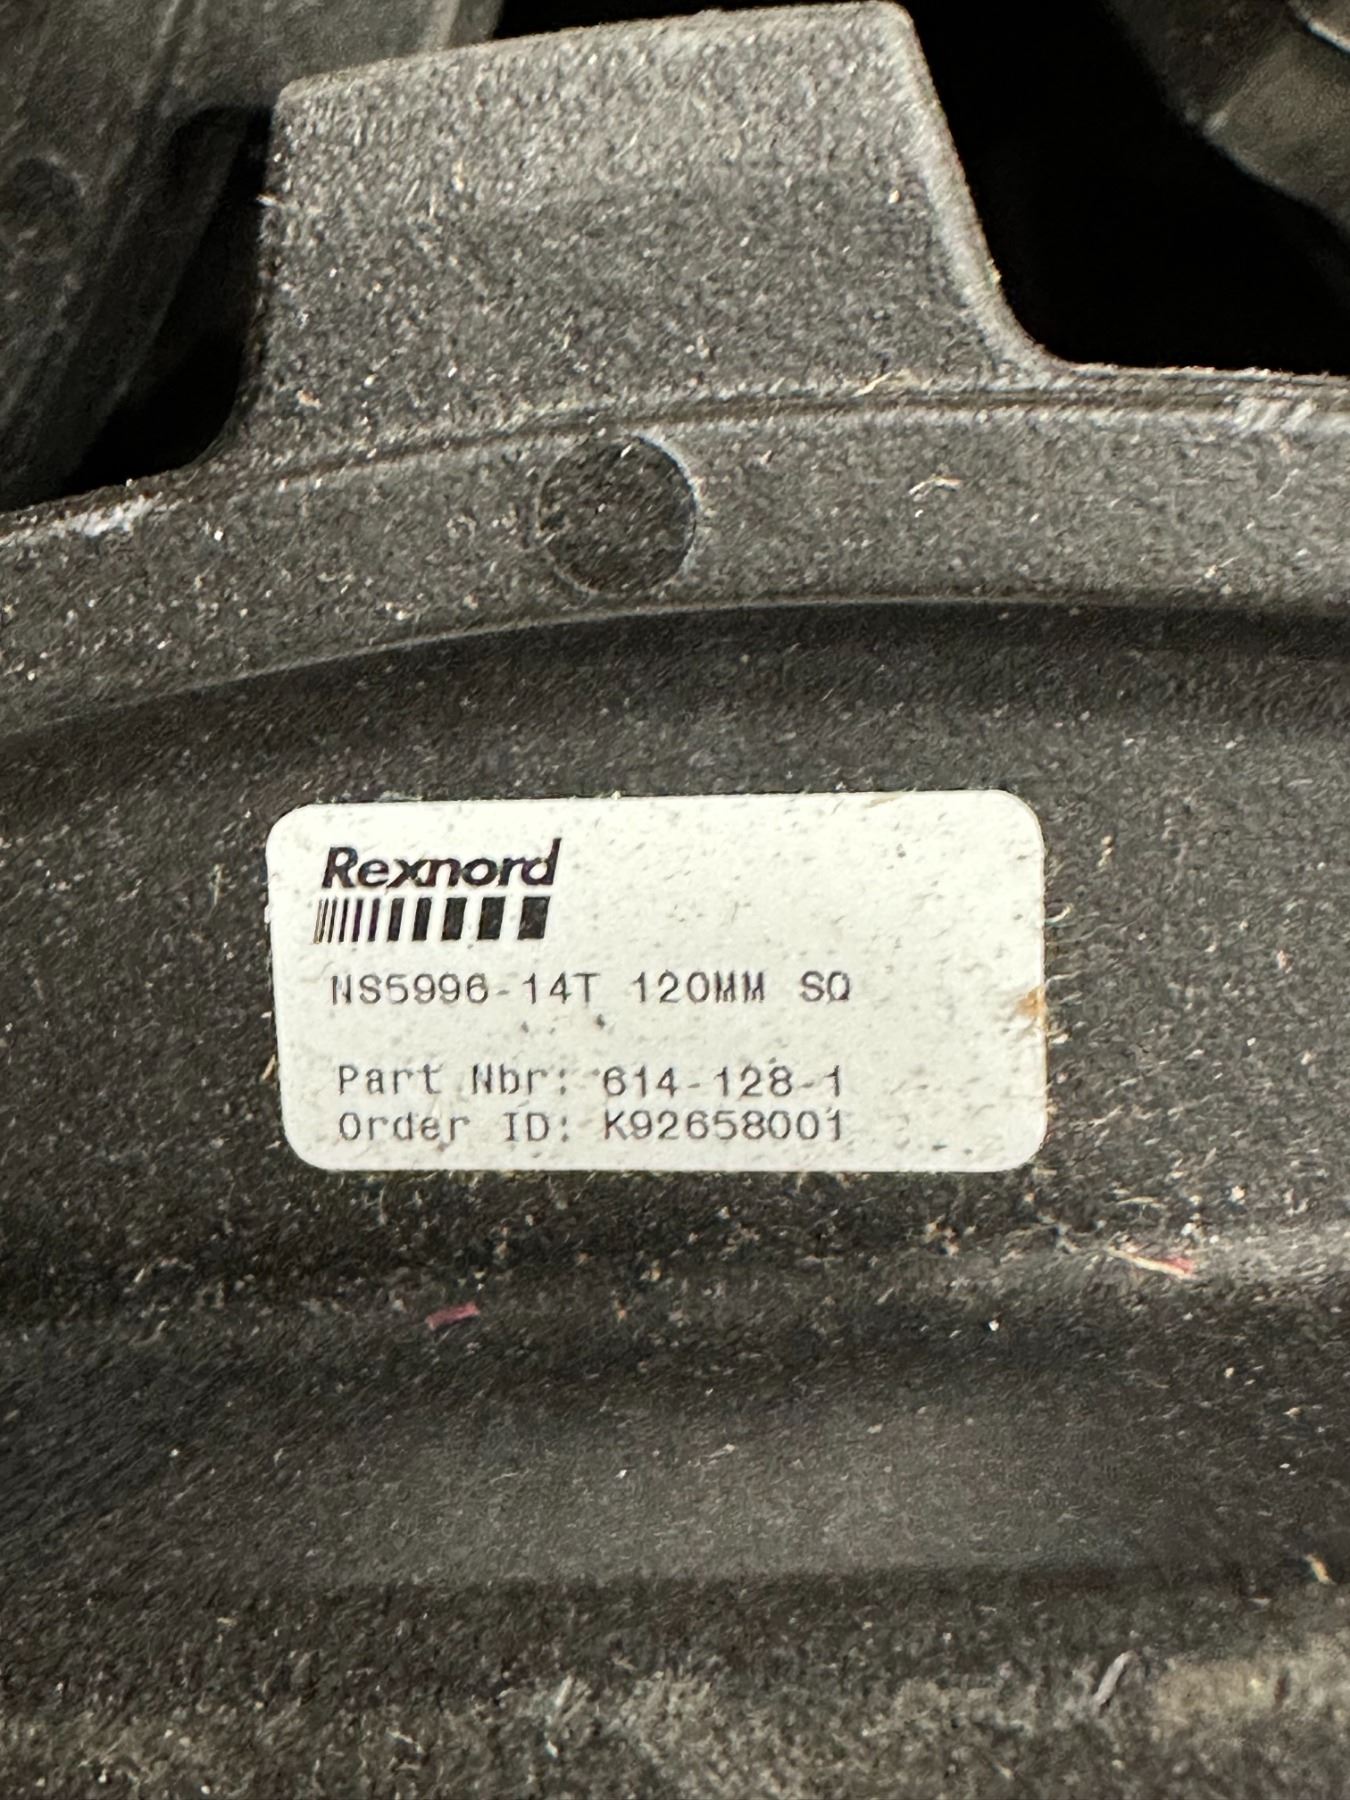 Rexnord
NS5996-14T 120MM SQ
Part Nbr: 614-128-1
Order ID: K92658001